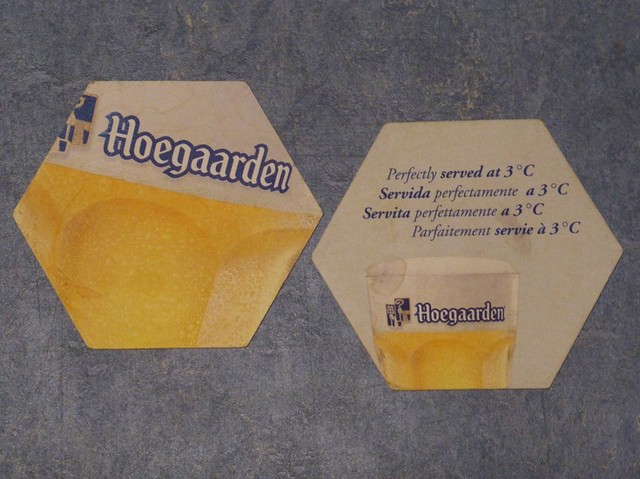 Hoegaarden
Perfectly served at 3°C
Servida perfectamente a 3°C
Servita perfettamente a 3°C
Parfaitement servie à 3°C
Hoegaarden